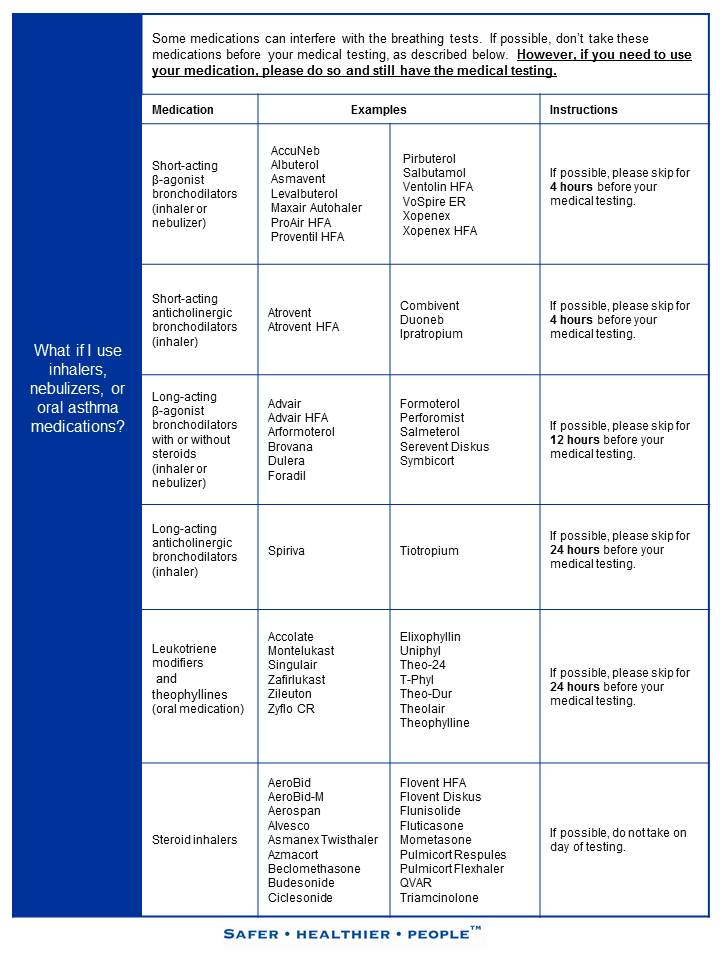 What if I use
inhalers,
nebulizers, or
oral asthma
medications?
Some medications can interfere with the breathing tests. If possible, don't take these
medications before your medical testing, as described below. However, if you need to use
your medication, please do so and still have the medical testing.
Medication
Examples
Instructions
Short-acting
β-agonist
bronchodilators
(inhaler or
nebulizer)
AccuNeb
Albuterol
Asmavent
Levalbuterol
Maxair Autohaler
ProAir HFA
Proventil HFA
Pirbuterol
Salbutamol
Ventolin HFA
VoSpire ER
Xopenex
Xopenex HFA
If possible, please skip for
4 hours before your
medical testing.
Short-acting
anticholinergic
bronchodilators
(inhaler)
Atrovent
Atrovent HFA
Combivent
Duoneb
Ipratropium
If possible, please skip for
4 hours before your
medical testing.
Long-acting
β-agonist
bronchodilators
with or without
steroids
(inhaler or
nebulizer)
Advair
Advair HFA
Arformoterol
Brovana
Dulera
Foradil
Formoterol
Perforomist
Salmeterol
Serevent Diskus
Symbicort
If possible, please skip for
12 hours before your
medical testing.
Long-acting
anticholinergic
bronchodilators
(inhaler)
Spiriva
Tiotropium
If possible, please skip for
24 hours before your
medical testing.
Leukotriene
modifiers
and
theophyllines
(oral medication)
Accolate
Montelukast
Singulair
Zafirlukast
Zileuton
Zyflo CR
Elixophyllin
Uniphyl
Theo-24
T-Phyl
Theo-Dur
Theolair
Theophylline
If possible, please skip for
24 hours before your
medical testing.
Steroid inhalers
AeroBid
AeroBid-M
Aerospan
Alvesco
Asmanex Twisthaler
Azmacort
Beclomethasone
Budesonide
Ciclesonide
Flovent HFA
Flovent Diskus
Flunisolide
Fluticasone
Mometasone
Pulmicort Respules
Pulmicort Flexhaler
QVAR
Triamcinolone
If possible, do not take on
day of testing.
SAFER • HEALTHIER • PEOPLE™